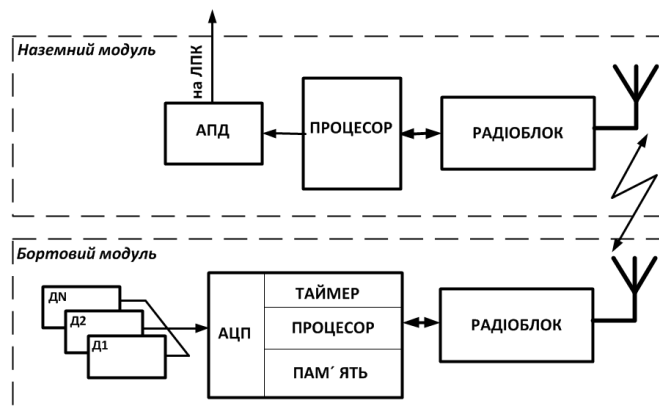 Наземний модуль
на ЛПК
АПД
ПРОЦЕСОР
РАДІОБЛОК
Бортовий модуль
ДN
Д2
Д1
АЦП
ТАЙМЕР
ПРОЦЕСОР
ПАМ´ ЯТЬ
РАДІОБЛОК